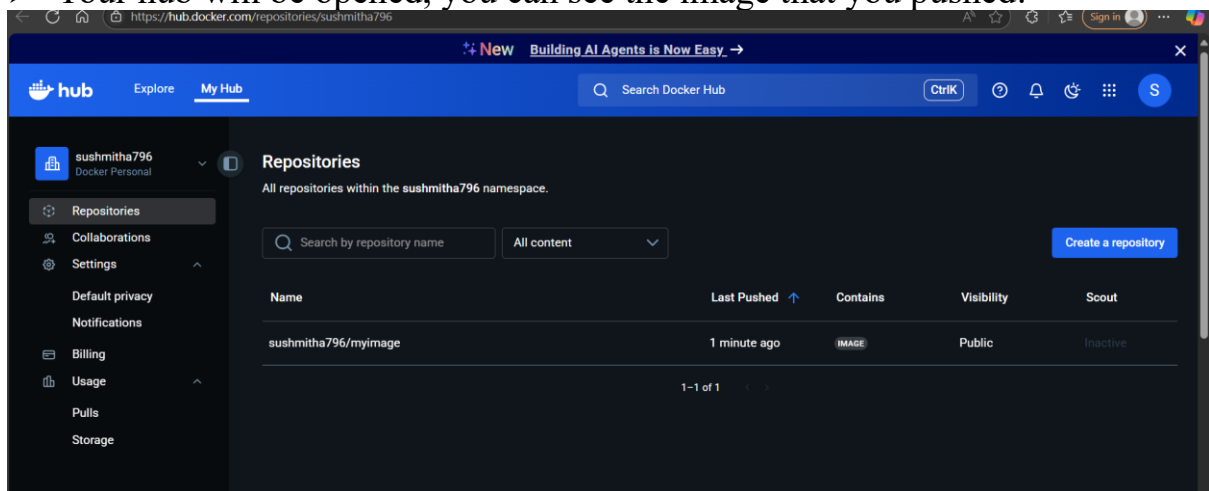 Your hub will be opened, you can see the image that you pushed.
https://hub.docker.com/repositories/sushmitha796 Sign in
New Building AI Agents is Now Easy →
hub Explore My Hub Search Docker Hub CtrlK S
sushmitha796
Docker Personal
Repositories
Collaborations
Settings
Default privacy
Notifications
Billing
Usage
Pulls
Storage
Repositories
All repositories within the sushmitha796 namespace.
Search by repository name All content Create a repository
Name Last Pushed ↑ Contains Visibility Scout
sushmitha796/myimage 1 minute ago IMAGE Public Inactive
1–1 of 1